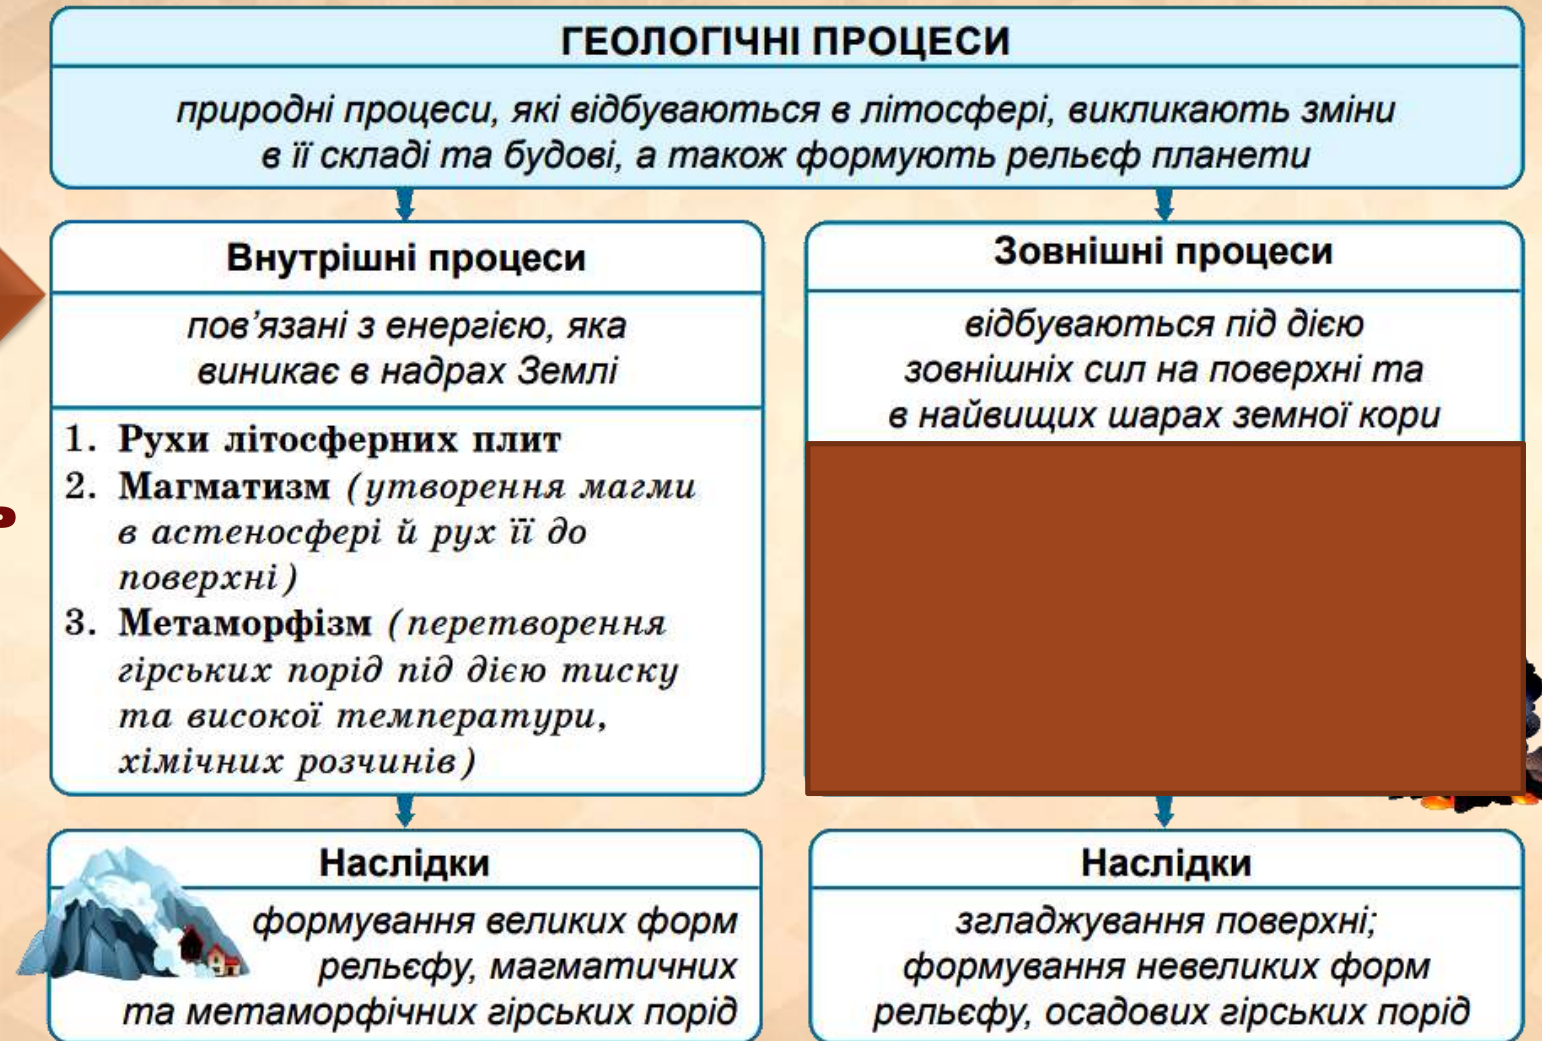 ГЕОЛОГІЧНІ ПРОЦЕСИ
природні процеси, які відбуваються в літосфері, викликають зміни
в її складі та будові, а також формують рельєф планети
Внутрішні процеси
пов’язані з енергією, яка
виникає в надрах Землі
1. Рухи літосферних плит
2. Магматизм (утворення магми
в астеносфері й рух її до
поверхні)
3. Метаморфізм (перетворення
гірських порід під дією тиску
та високої температури,
хімічних розчинів)
Наслідки
формування великих форм
рельєфу, магматичних
та метаморфічних гірських порід
Зовнішні процеси
відбуваються під дією
зовнішніх сил на поверхні та
в найвищих шарах земної кори
Наслідки
згладжування поверхні;
формування невеликих форм
рельєфу, осадових гірських порід